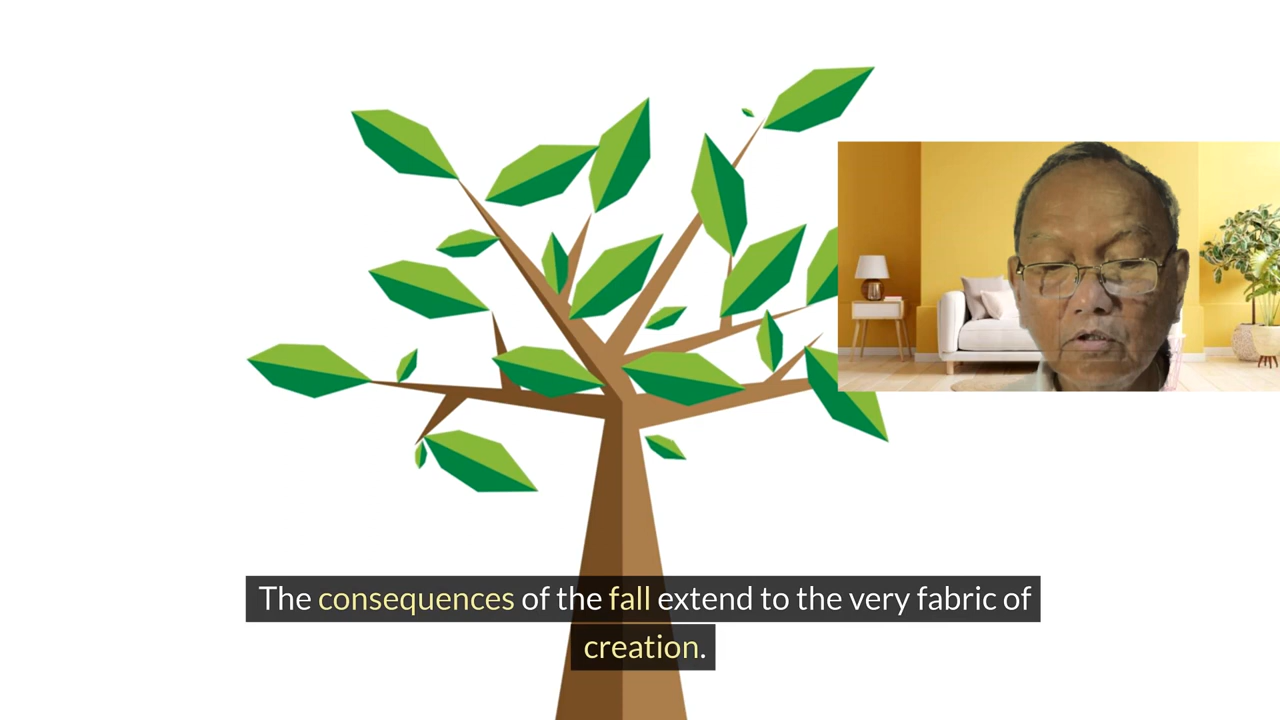 The consequences of the fall extend to the very fabric of
creation.